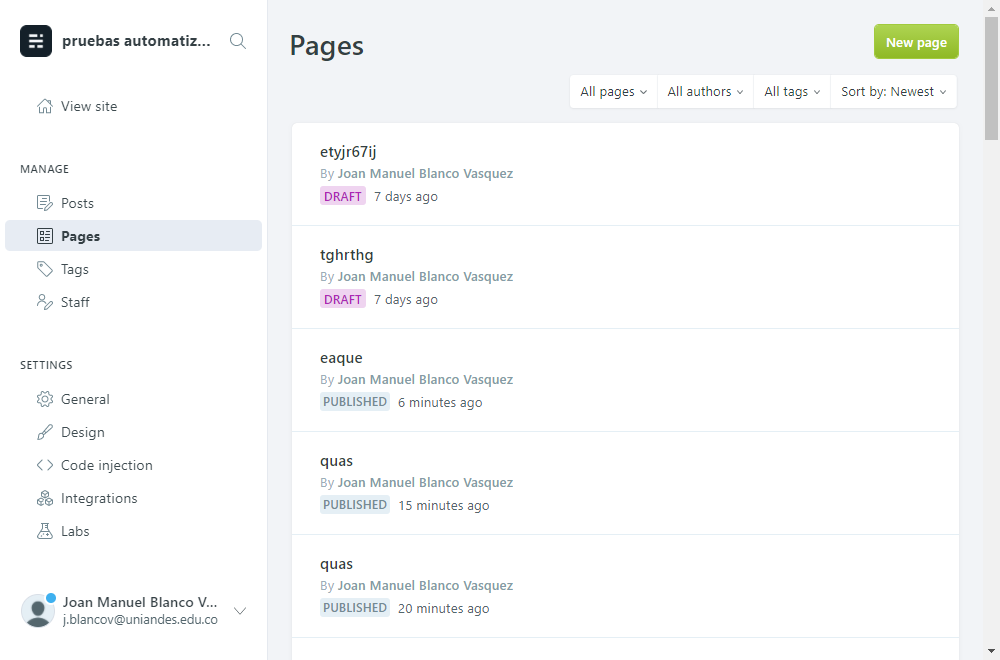 pruebas automatiz...
View site
MANAGE
Posts
Pages
Tags
Staff
SETTINGS
General
Design
Code injection
Integrations
Labs
Joan Manuel Blanco V...
j.blancov@uniandes.edu.co
Pages
New page
All pages
All authors
All tags
Sort by: Newest
etyjr67ij
By Joan Manuel Blanco Vasquez
DRAFT 7 days ago
tghrthg
By Joan Manuel Blanco Vasquez
DRAFT 7 days ago
eaque
By Joan Manuel Blanco Vasquez
PUBLISHED 6 minutes ago
quas
By Joan Manuel Blanco Vasquez
PUBLISHED 15 minutes ago
quas
By Joan Manuel Blanco Vasquez
PUBLISHED 20 minutes ago